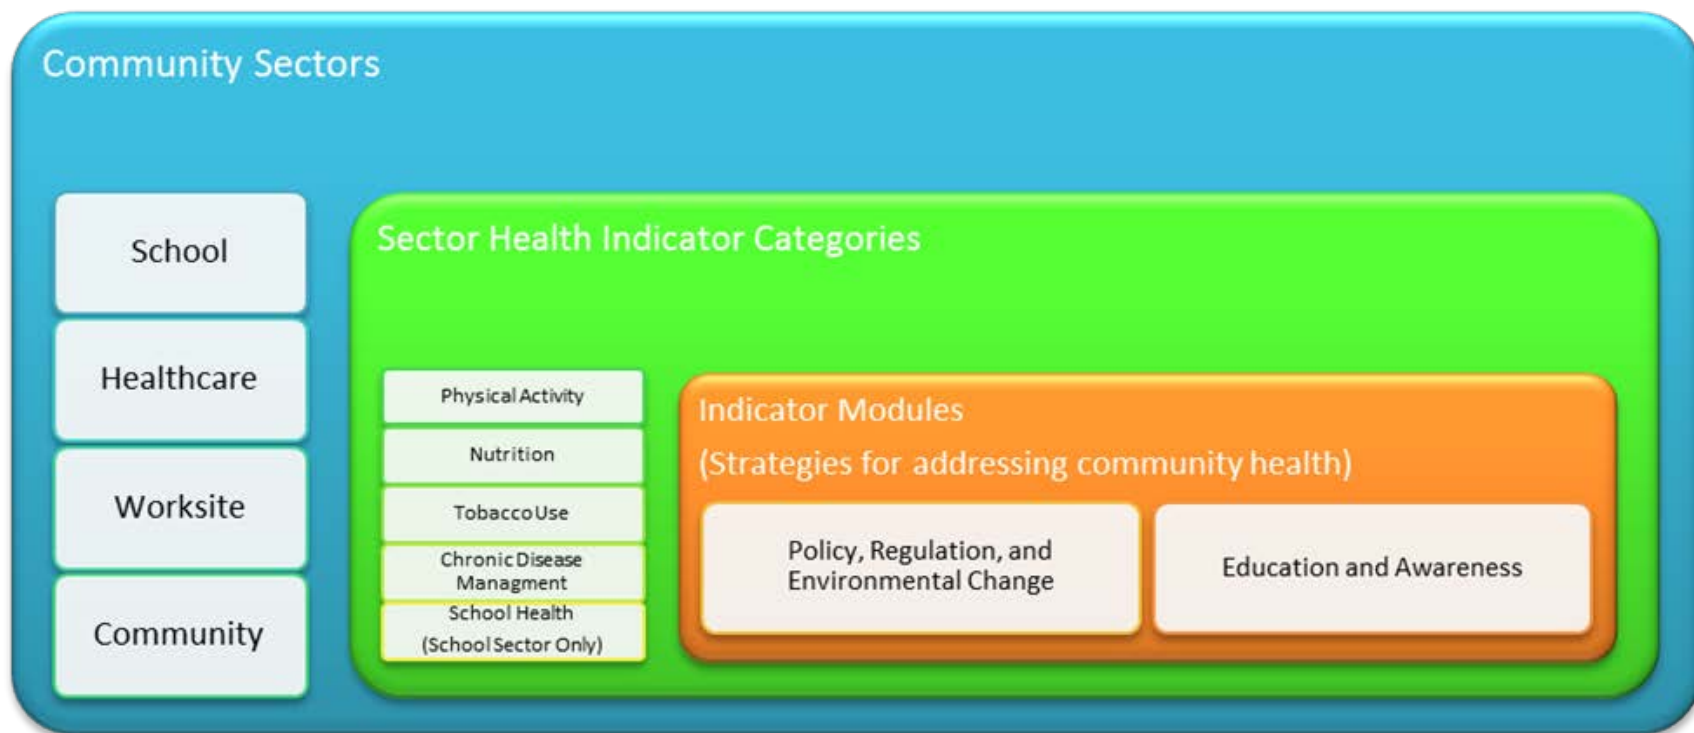 Community Sectors
School
Healthcare
Worksite
Community
Sector Health Indicator Categories
Physical Activity
Nutrition
Tobacco Use
Chronic Disease
Managment
School Health
(School Sector Only)
Indicator Modules
(Strategies for addressing community health)
Policy, Regulation, and
Environmental Change
Education and Awareness